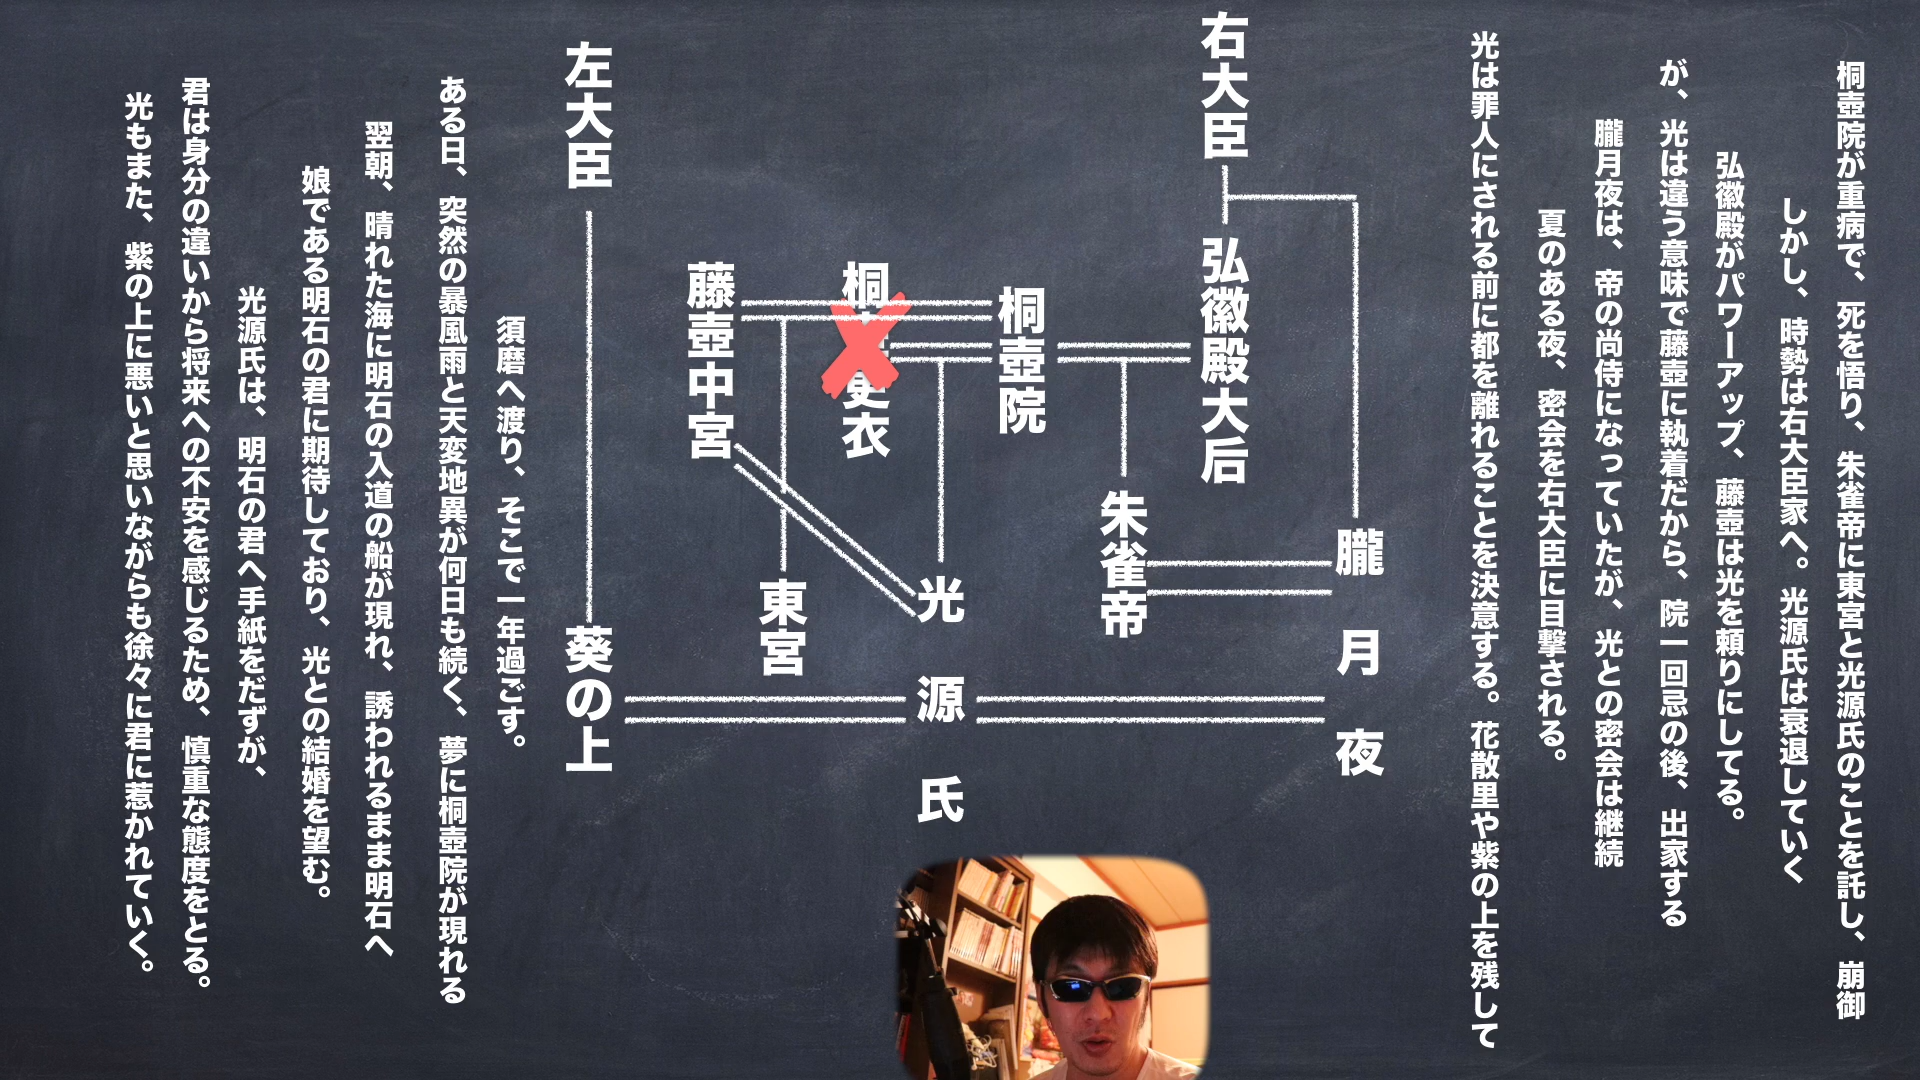 桐壺院が重病で、死を悟り、朱雀帝に東宮と光源氏のことを託し、崩御
しかし、時勢は右大臣家へ。光源氏は衰退していく
弘徽殿がパワーアップ、藤壺は光を頼りにしてる。
が、光は違う意味で藤壺に執着だから、院一回忌の後、出家する
朧月夜は、帝の尚侍になっていたが、光との密会は継続
夏のある夜、密会を右大臣に目撃される。
光は罪人にされる前に都を離れることを決意する。花散里や紫の上を残して
右大臣
弘徽殿大后
朧月夜
朱雀帝
桐壺院
桐
更衣
藤壺中宮
東宮
光源氏
左大臣
葵の上
須磨へ渡り、そこで一年過ごす。
ある日、突然の暴風雨と天変地異が何日も続く、夢に桐壺院が現れる
翌朝、晴れた海に明石の入道の船が現れ、誘われるまま明石へ
娘である明石の君に期待しており、光との結婚を望む。
光源氏は、明石の君へ手紙をだずが、
君は身分の違いから将来への不安を感じるため、慎重な態度をとる。
光もまた、紫の上に悪いと思いながらも徐々に君に惹かれていく。